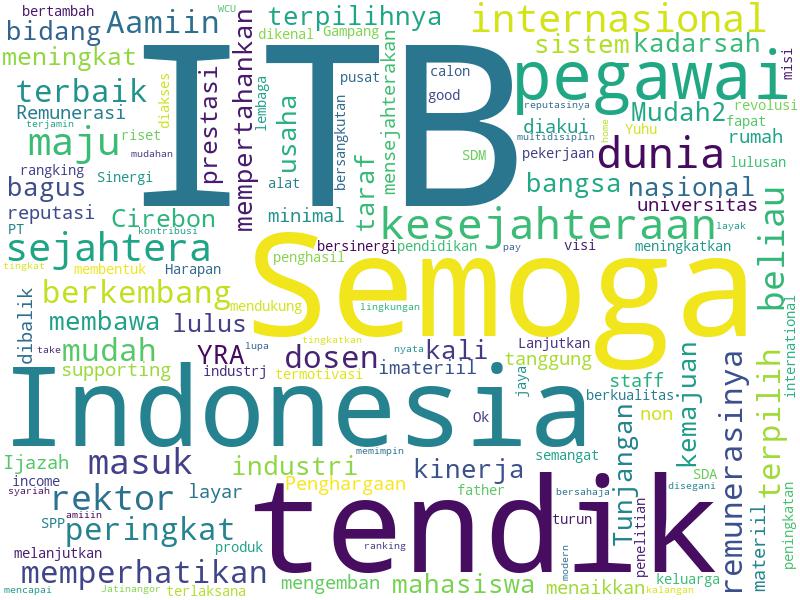 bertambah
WCU
bidang
Aamiin
terpilihnya
internasional
dikenal
Gampang
meningkat
ITB
sistem
kadarsah
misi
terbaik
diakses
prestasi
mempertahankan
lembaga
pusat
mensejahterakan
calon
good
pegawai
Remunerasi
reputasinya
Mudah2
revolusi
terjamin
maju
riset
usaha
bersangkutan
diakui
Yuhu
fapat
multidisiplin
home
rumah
mudahan
taraf
SDM
pekerjaan
dunia
lulusan
rangking
Sinergi
bagus
alat
bangsa
nasional
universitas
reputasi
Cirebon
minimal
kesejahteraan
layak
beliau
PT
kontribusi
sejahtera
bersinergi
pendidikan
pay
visi
meningkatkan
penghasil
Semoga
tingkat
membentuk
Harapan
berkembang
mendukung
lingkungan
dibalik
membawa
lulus
international
tingkatkan
take
mudah
YRA
lupa
dosen
nyata
kali
Lanjutkan
tanggung
kemajuan
remunerasinya
terpilih
supporting
industrj
termotivasi
imateriil
jaya
staff
Indonesia
berkualitas
Ok
non
Tunjangan
memimpin
semangat
Ijazah
masuk
industri
kinerja
SDA
income
syariah
rektor
layar
Penghargaan
father
bersahaja
disegani
materiil
peningkatan
SPP
amiiin
peringkat
tendik
turun
penelitian
melanjutkan
produk
ranking
modern
memperhatikan
mengemban
mahasiswa
menaikkan
keluarga
mencapai
Jatinangor
terlaksana
kalangan